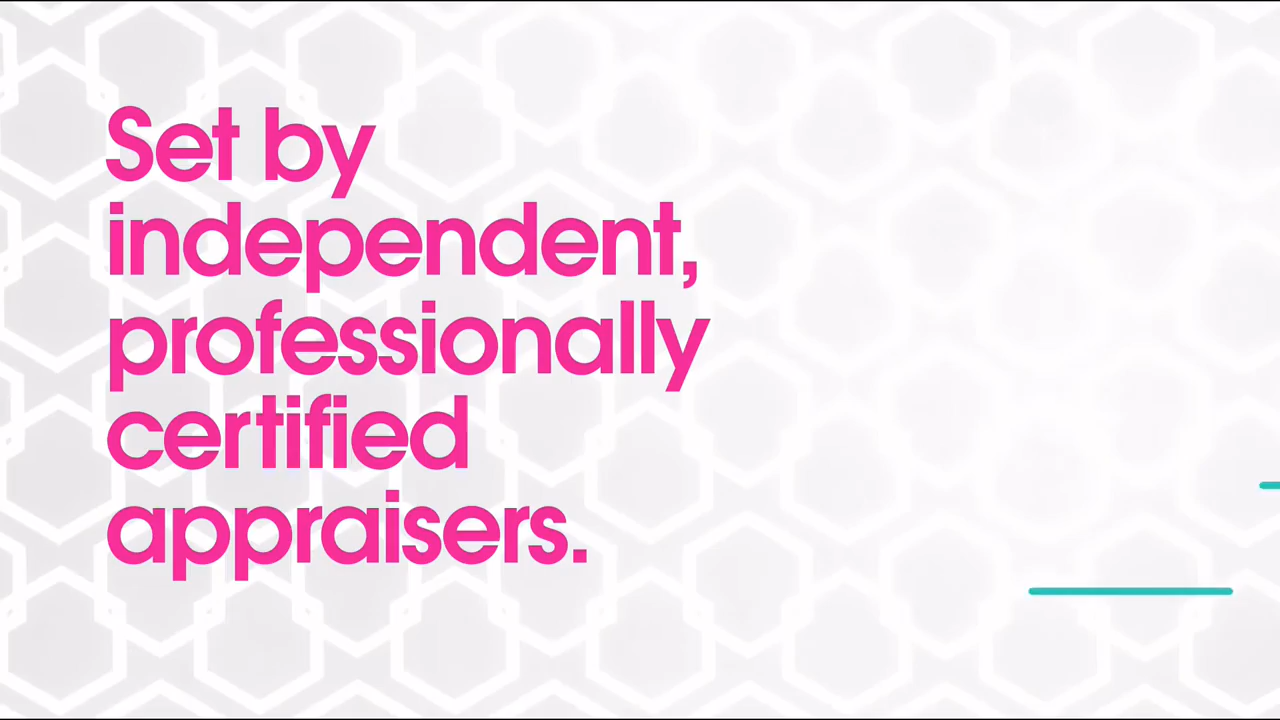 Set by
independent,
professionally
certified
appraisers.